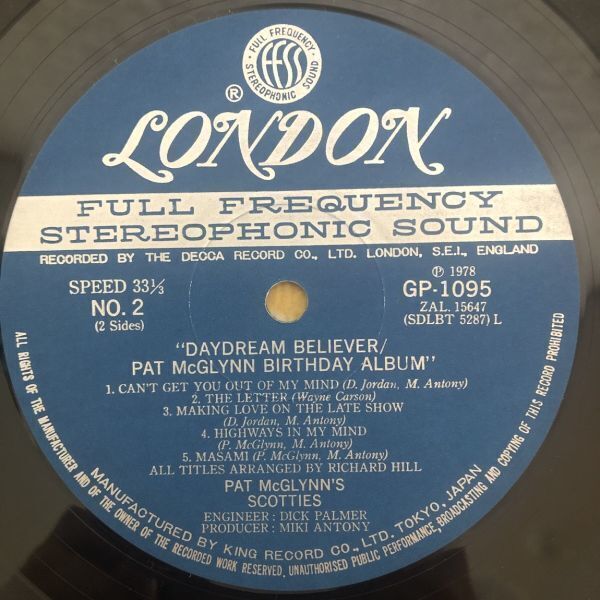 FULL FREQUENCY
ffss
STEREOPHONIC SOUND
®
LONDON
FULL FREQUENCY
STEREOPHONIC SOUND
RECORDED BY THE DECCA RECORD CO., LTD. LONDON, S.E.I., ENGLAND
SPEED 33⅓
NO. 2
(2 Sides)
Ⓟ 1978
GP-1095
ZAL. 15647
(SDLBT 5287) L
"DAYDREAM BELIEVER/
PAT McGLYNN BIRTHDAY ALBUM"
1. CAN'T GET YOU OUT OF MY MIND (D. Jordan, M. Antony)
2. THE LETTER (Wayne Carson)
3. MAKING LOVE ON THE LATE SHOW
(D. Jordan, M. Antony)
4. HIGHWAYS IN MY MIND
(P. McGlynn, M. Antony)
5. MASAMI (P. McGlynn, M. Antony)
ALL TITLES ARRANGED BY RICHARD HILL
PAT McGLYNN'S
SCOTTIES
ENGINEER : DICK PALMER
PRODUCER : MIKI ANTONY
MANUFACTURED BY KING RECORD CO., LTD. TOKYO, JAPAN
ALL RIGHTS OF THE MANUFACTURER AND OF THE OWNER OF THE RECORDED WORK RESERVED, UNAUTHORISED PUBLIC PERFORMANCE, BROADCASTING AND COPYING OF THIS RECORD PROHIBITED